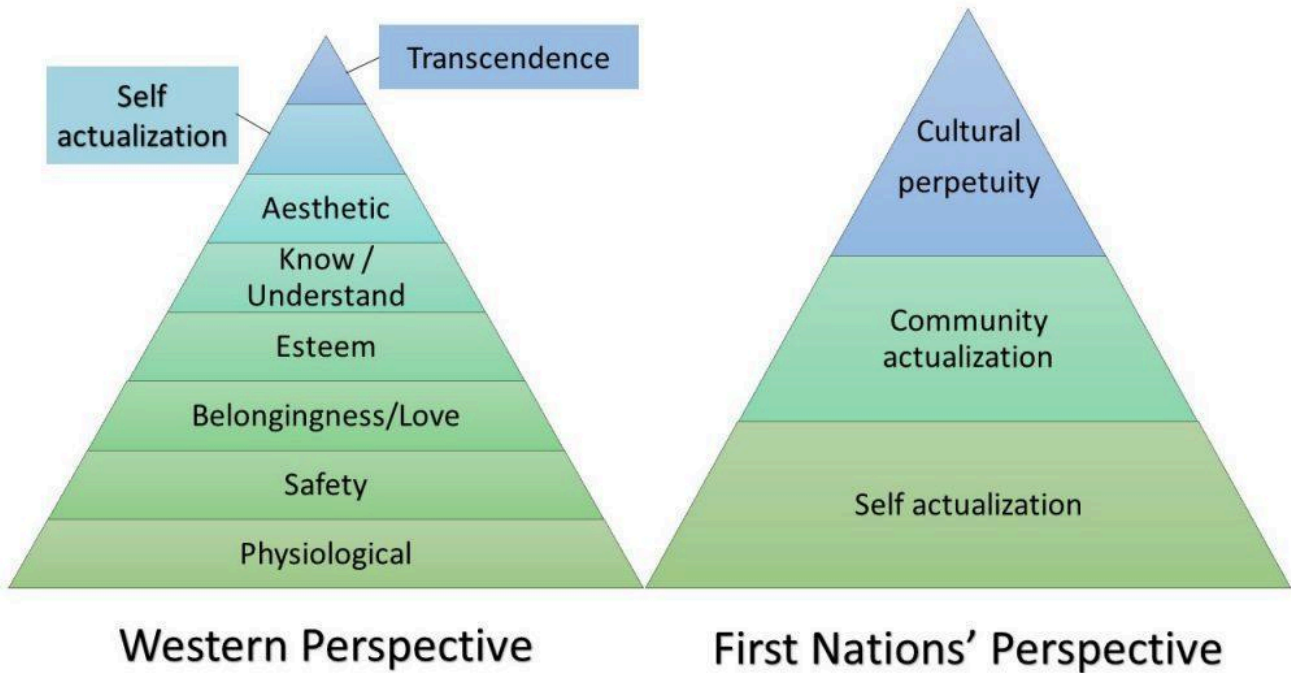 Transcendence
Self
actualization
Aesthetic
Know /
Understand
Esteem
Belongingness/Love
Safety
Physiological
Western Perspective
Cultural
perpetuity
Community
actualization
Self actualization
First Nations’ Perspective